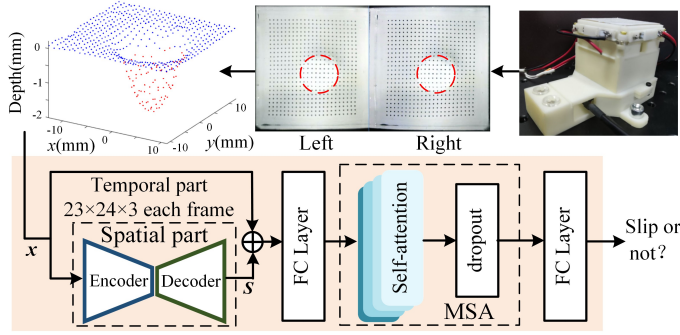 Depth(mm)
0
-1
-2
-10
0
10
x(mm)
-10
0
10
y(mm)
Left
Right
Temporal part
23×24×3 each frame
Spatial part
x
Encoder
Decoder
S
FC Layer
Self-attention
dropout
MSA
FC Layer
Slip or
not?